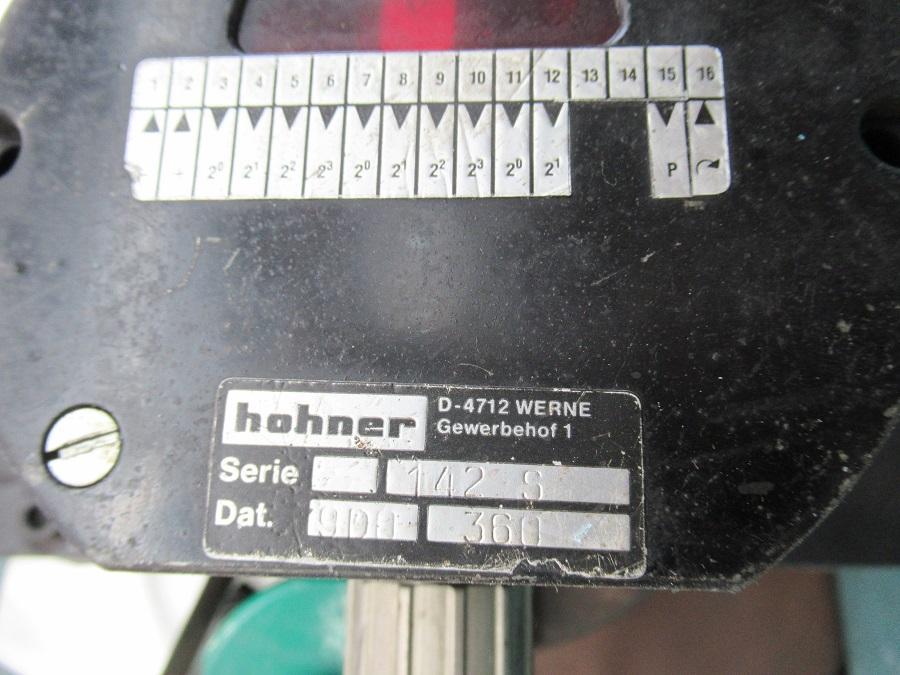 1 2 3 4 5 6 7 8 9 10 11 12 13 14 15 16
2⁰ 2¹ 2² 2³ 2⁰ 2¹ 2² 2³ 2⁰ 2¹ P
hohner D-4712 WERNE
Gewerbehof 1
Serie 142 S
Dat. 360